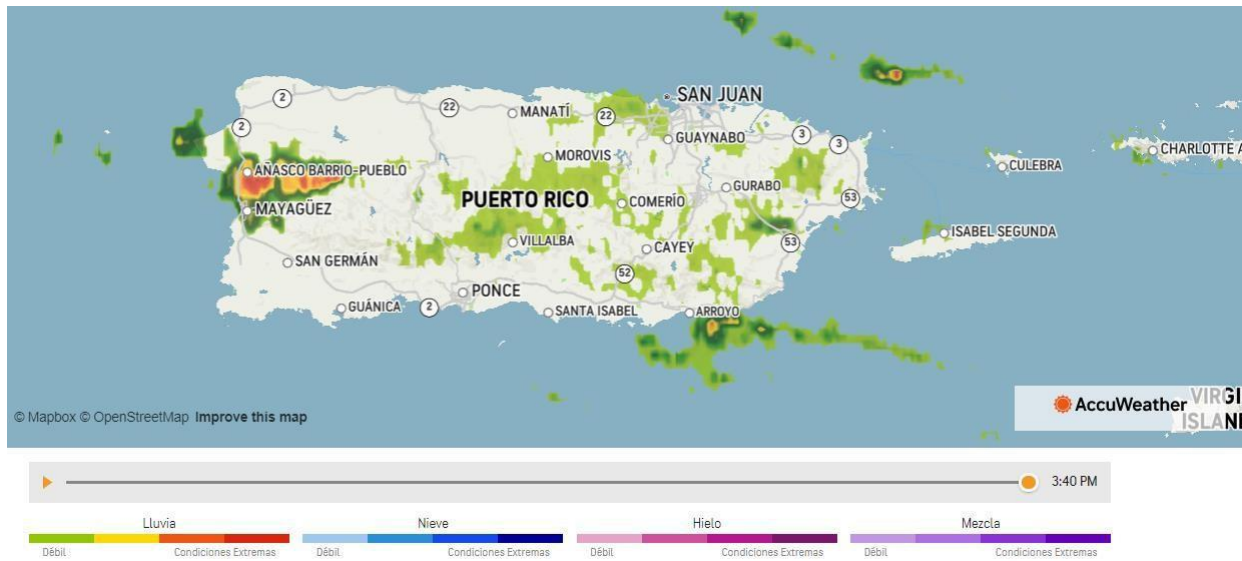 SAN JUAN
2
22
MANATÍ
22
2
GUAYNABO
3
3
CHARLOTTE A
MOROVIS
CULEBRA
AÑASCO BARRIO-PUEBLO
GURABO
PUERTO RICO
COMERÍO
53
MAYAGÜEZ
ISABEL SEGUNDA
VILLALBA
CAYEY
53
SAN GERMÁN
52
PONCE
GUÁNICA
2
SANTA ISABEL
ARROYO
© Mapbox © OpenStreetMap Improve this map
AccuWeather
VIRGI
ISLAN
3:40 PM
Lluvia
Nieve
Hielo
Mezcla
Débil
Condiciones Extremas
Débil
Condiciones Extremas
Débil
Condiciones Extremas
Débil
Condiciones Extremas